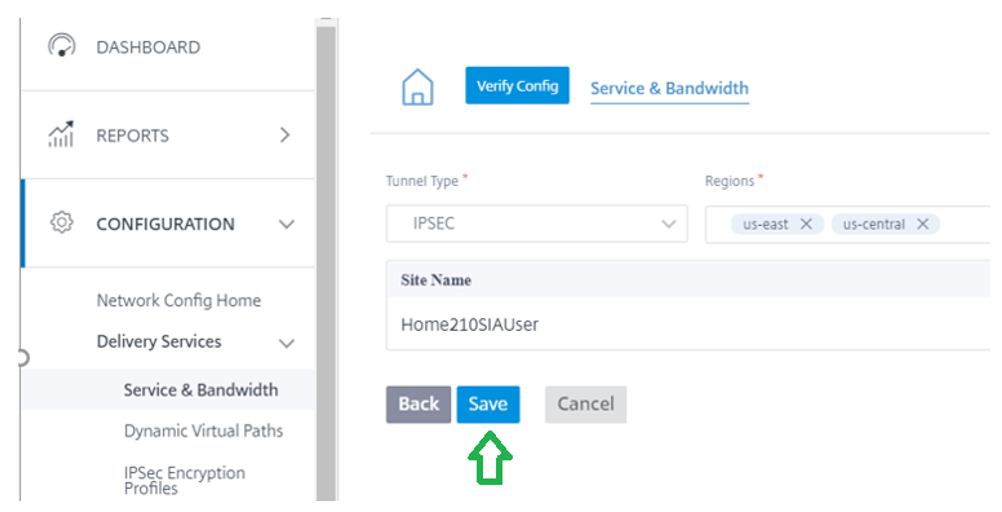 DASHBOARD
REPORTS
CONFIGURATION
Network Config Home
Delivery Services
Service & Bandwidth
Dynamic Virtual Paths
IPSec Encryption
Profiles
Verify Config
Service & Bandwidth
Tunnel Type *
Regions *
IPSEC
us-east
us-central
Site Name
Home210SIAUser
Back
Save
Cancel